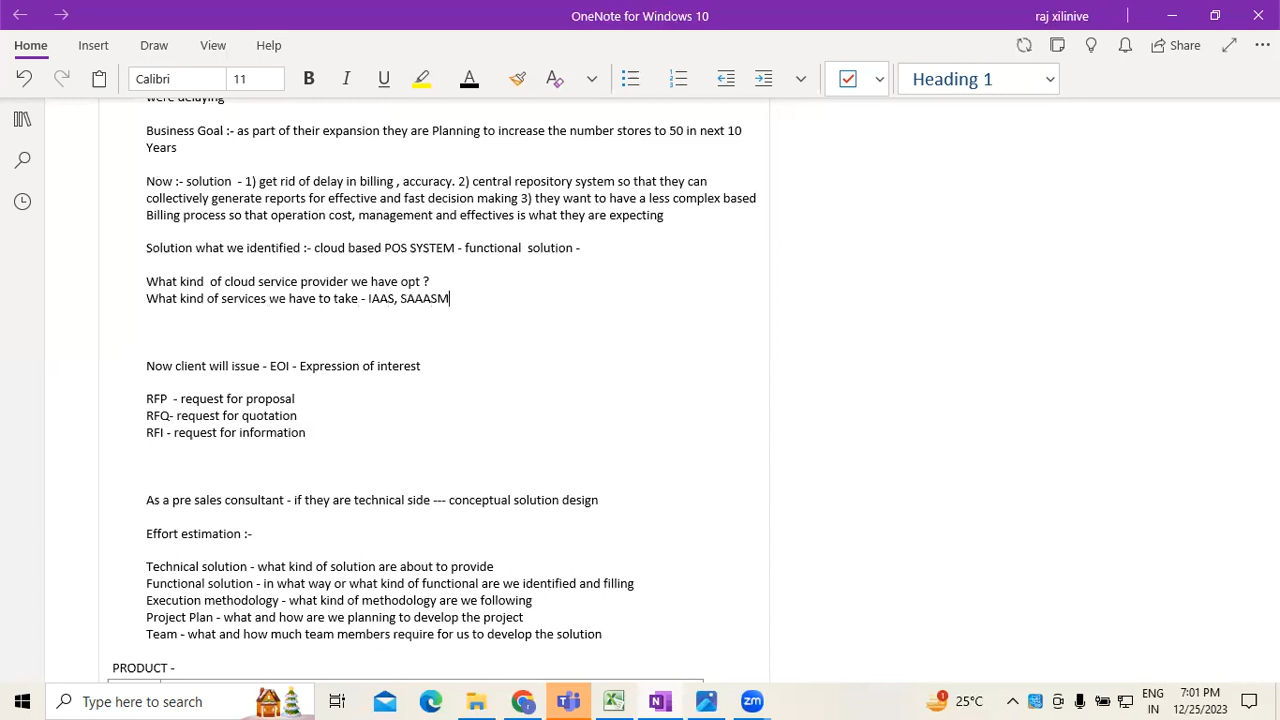 OneNote for Windows 10
raj xilinive
Home Insert Draw View Help
Share
Calibri 11 B I U A A Heading 1
were delaying
Business Goal :- as part of their expansion they are Planning to increase the number stores to 50 in next 10
Years
Now :- solution - 1) get rid of delay in billing , accuracy. 2) central repository system so that they can
collectively generate reports for effective and fast decision making 3) they want to have a less complex based
Billing process so that operation cost, management and effectives is what they are expecting
Solution what we identified :- cloud based POS SYSTEM - functional solution -
What kind of cloud service provider we have opt ?
What kind of services we have to take - IAAS, SAAASM
Now client will issue - EOI - Expression of interest
RFP - request for proposal
RFQ- request for quotation
RFI - request for information
As a pre sales consultant - if they are technical side --- conceptual solution design
Effort estimation :-
Technical solution - what kind of solution are about to provide
Functional solution - in what way or what kind of functional are we identified and filling
Execution methodology - what kind of methodology are we following
Project Plan - what and how are we planning to develop the project
Team - what and how much team members require for us to develop the solution
PRODUCT -
Type here to search
1
25°C
ENG
IN
7:01 PM
12/25/2023